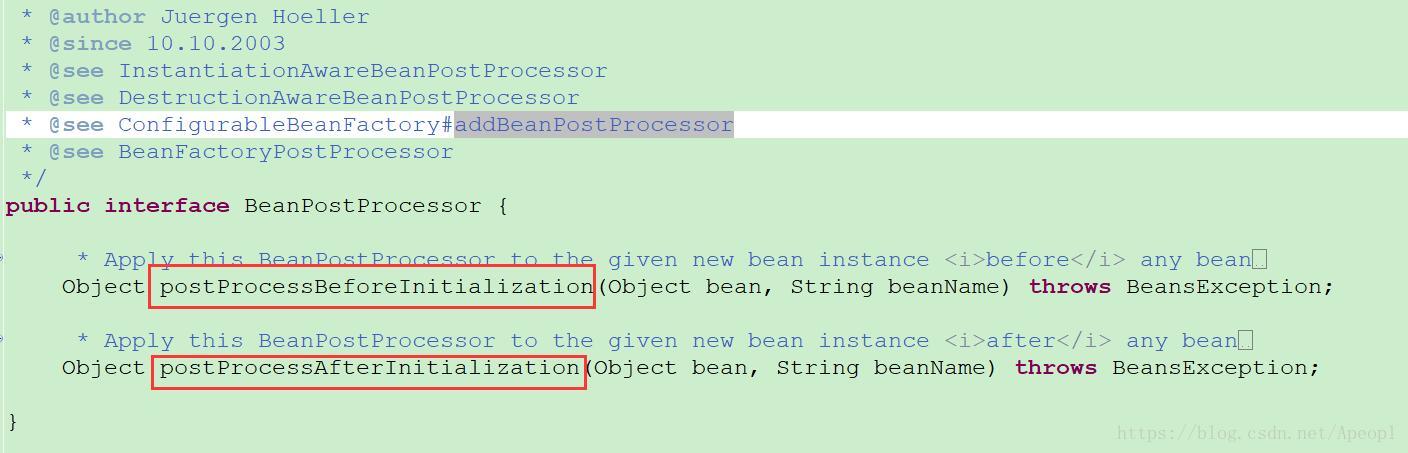 * @author Juergen Hoeller
* @since 10.10.2003
* @see InstantiationAwareBeanPostProcessor
* @see DestructionAwareBeanPostProcessor
* @see ConfigurableBeanFactory#addBeanPostProcessor
* @see BeanFactoryPostProcessor
*/
public interface BeanPostProcessor {
* Apply this BeanPostProcessor to the given new bean instance <i>before</i> any bean..
Object postProcessBeforeInitialization(Object bean, String beanName) throws BeansException;
* Apply this BeanPostProcessor to the given new bean instance <i>after</i> any bean..
Object postProcessAfterInitialization(Object bean, String beanName) throws BeansException;
}
https://blog.csdn.net/Apeopl